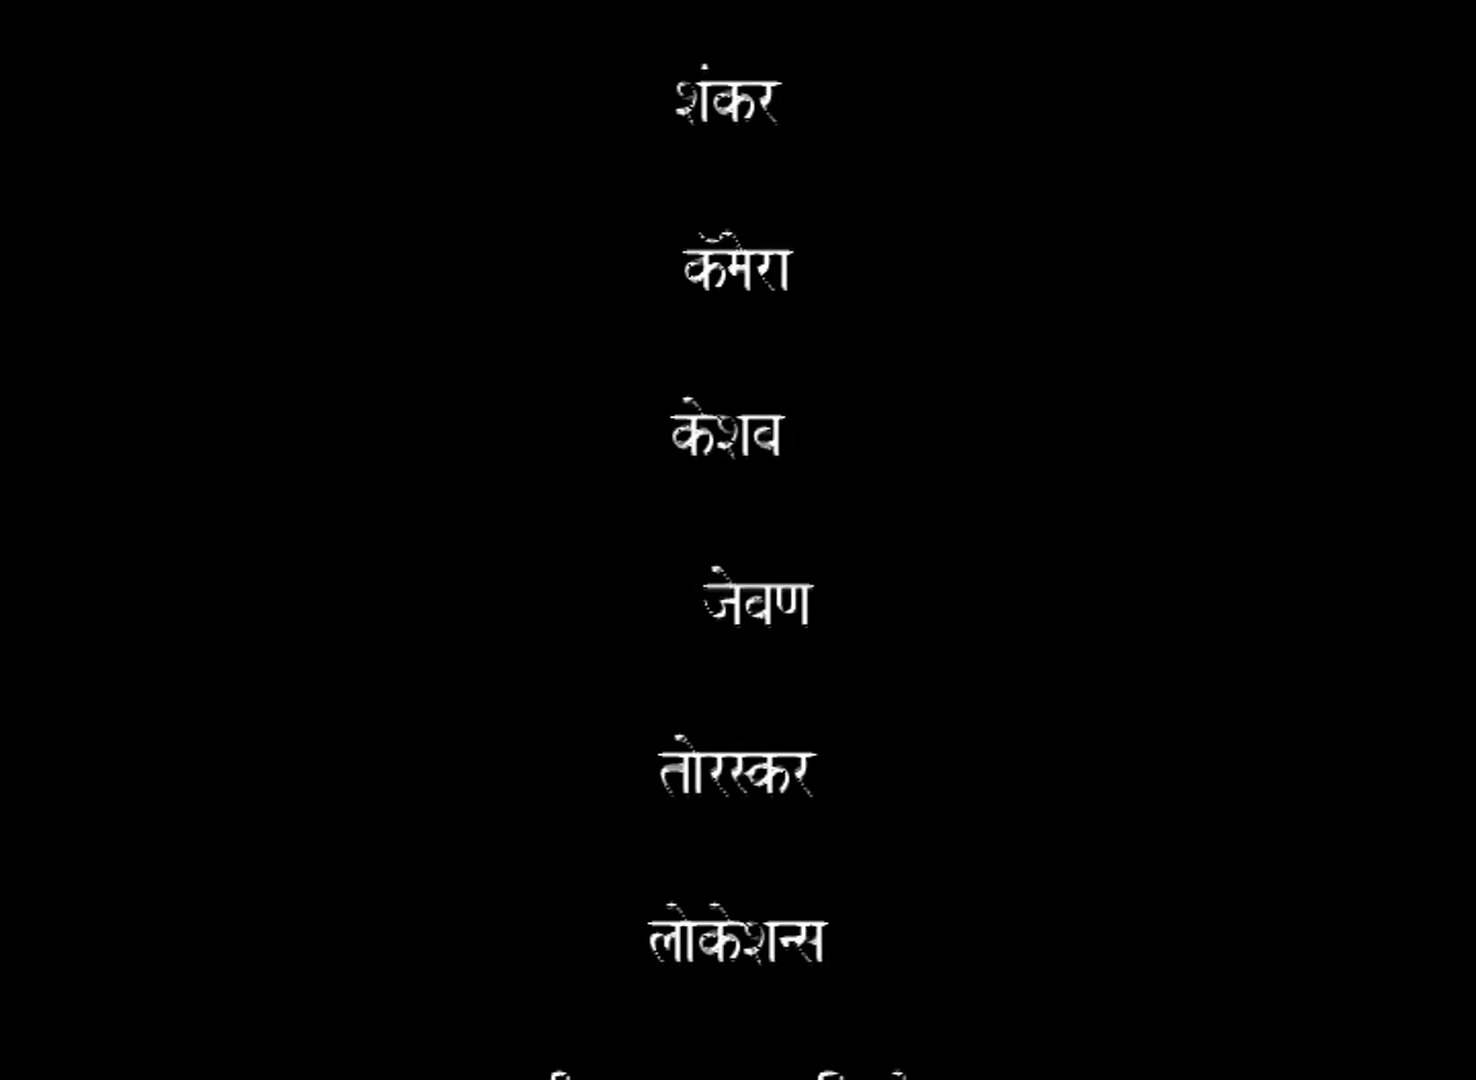 शंकर
कॅमेरा
केशव
जेवण
तोरस्कर
लोकेशन्स